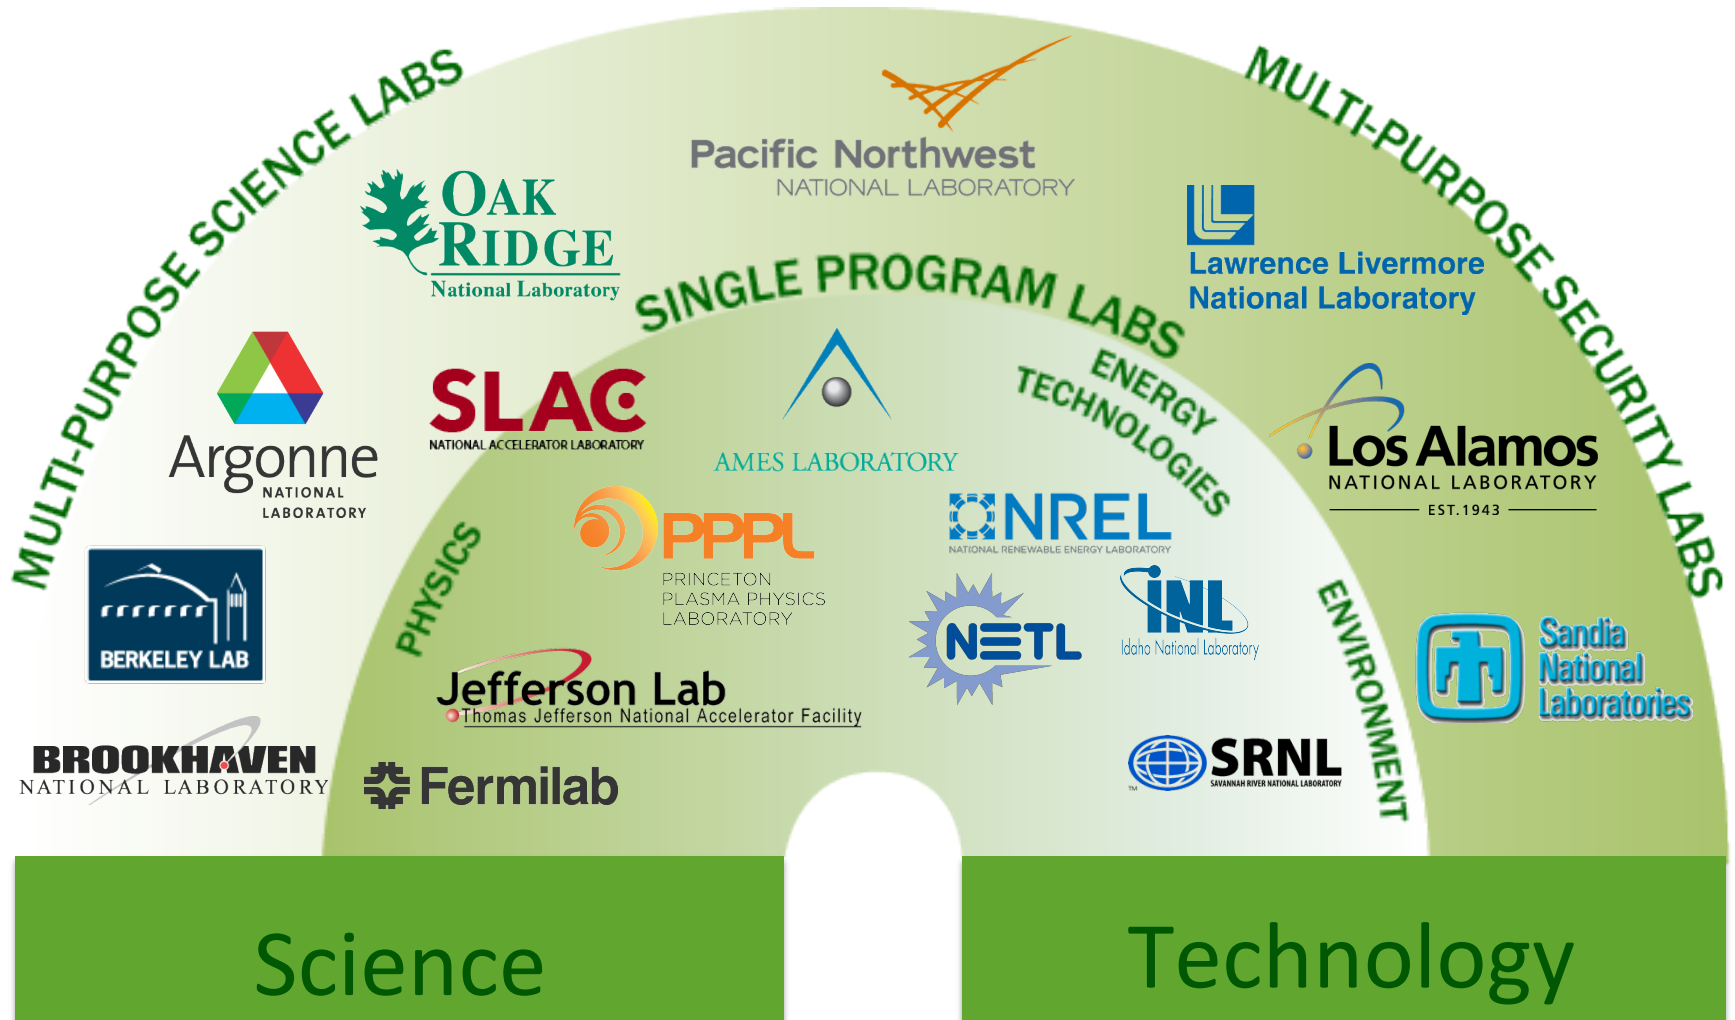 MULTI-PURPOSE SCIENCE LABS
MULTI-PURPOSE SECURITY LABS
Pacific Northwest
NATIONAL LABORATORY
OAK
RIDGE
National Laboratory
Lawrence Livermore
National Laboratory
SINGLE PROGRAM LABS
Argonne
NATIONAL
LABORATORY
SLAC
NATIONAL ACCELERATOR LABORATORY
AMES LABORATORY
ENERGY
TECHNOLOGIES
Los Alamos
NATIONAL LABORATORY
EST.1943
PHYSICS
PPPL
PRINCETON
PLASMA PHYSICS
LABORATORY
NREL
NATIONAL RENEWABLE ENERGY LABORATORY
BERKELEY LAB
NETL
INL
Idaho National Laboratory
ENVIRONMENT
Sandia
National
Laboratories
Jefferson Lab
Thomas Jefferson National Accelerator Facility
BROOKHAVEN
NATIONAL LABORATORY
Fermilab
SRNL
SAVANNAH RIVER NATIONAL LABORATORY
TM
Science
Technology